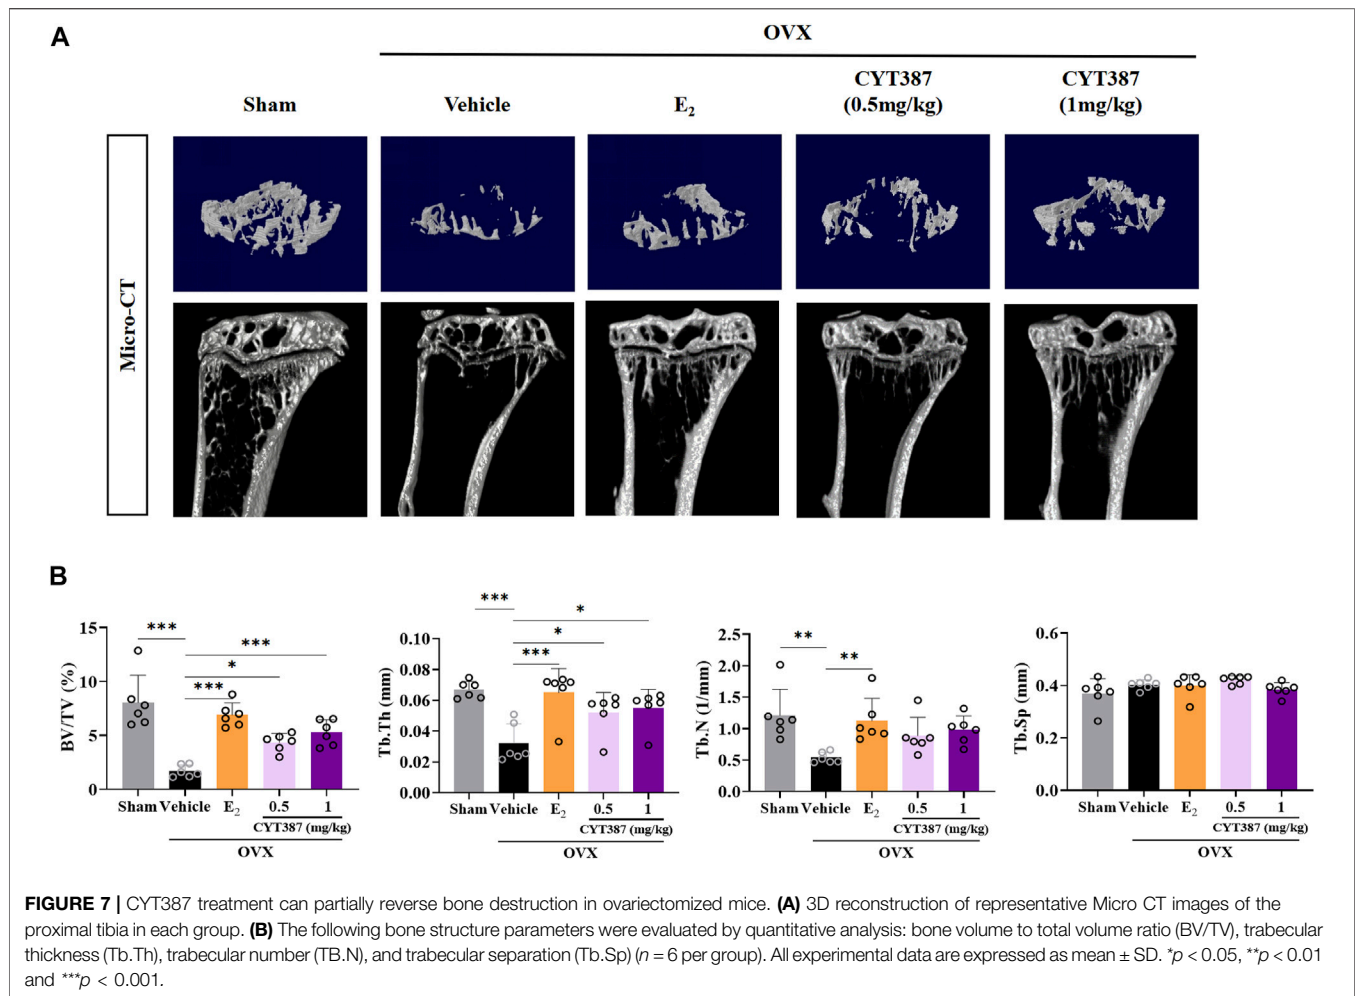 A
OVX
Sham
Vehicle
E₂
CYT387
(0.5mg/kg)
CYT387
(1mg/kg)
Micro-CT
B
BV/TV (%)
15
10
5
0
***
***
*
***
Sham Vehicle E₂ 0.5 1
CYT387 (mg/kg)
OVX
Tb.Th (mm)
0.10
0.08
0.06
0.04
0.02
0.00
***
*
*
***
Sham Vehicle E₂ 0.5 1
CYT387 (mg/kg)
OVX
Tb.N (1/mm)
2.5
2.0
1.5
1.0
0.5
0.0
**
**
Sham Vehicle E₂ 0.5 1
CYT387 (mg/kg)
OVX
Tb.Sp (mm)
0.6
0.4
0.2
0.0
Sham Vehicle E₂ 0.5 1
CYT387 (mg/kg)
OVX
FIGURE 7 | CYT387 treatment can partially reverse bone destruction in ovariectomized mice. (A) 3D reconstruction of representative Micro CT images of the
proximal tibia in each group. (B) The following bone structure parameters were evaluated by quantitative analysis: bone volume to total volume ratio (BV/TV), trabecular
thickness (Tb.Th), trabecular number (TB.N), and trabecular separation (Tb.Sp) (n = 6 per group). All experimental data are expressed as mean ± SD. *p < 0.05, **p < 0.01
and ***p < 0.001.